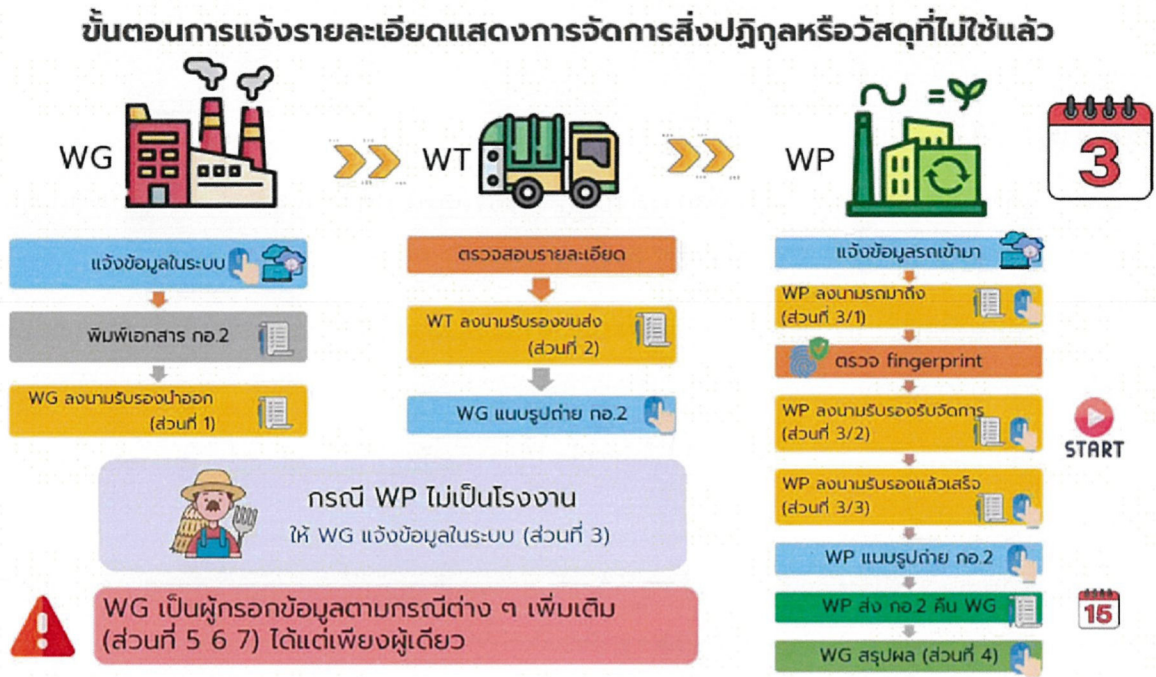 ขั้นตอนการแจ้งรายละเอียดแสดงการจัดการสิ่งปฏิกูลหรือวัสดุที่ไม่ใช้แล้ว
WG
WT
WP
3
แจ้งข้อมูลในระบบ
พิมพ์เอกสาร กอ.2
WG ลงนามรับรองนำออก
(ส่วนที่ 1)
ตรวจสอบรายละเอียด
WT ลงนามรับรองขนส่ง
(ส่วนที่ 2)
WG แนบรูปถ่าย กอ.2
แจ้งข้อมูลรถเข้ามา
WP ลงนามรถมาถึง
(ส่วนที่ 3/1)
ตรวจ fingerprint
WP ลงนามรับรองรับจัดการ
(ส่วนที่ 3/2)
START
WP ลงนามรับรองแล้วเสร็จ
(ส่วนที่ 3/3)
WP แนบรูปถ่าย กอ.2
WP ส่ง กอ.2 คืน WG
15
WG สรุปผล (ส่วนที่ 4)
กรณี WP ไม่เป็นโรงงาน
ให้ WG แจ้งข้อมูลในระบบ (ส่วนที่ 3)
WG เป็นผู้กรอกข้อมูลตามกรณีต่าง ๆ เพิ่มเติม
(ส่วนที่ 5 6 7) ได้แต่เพียงผู้เดียว